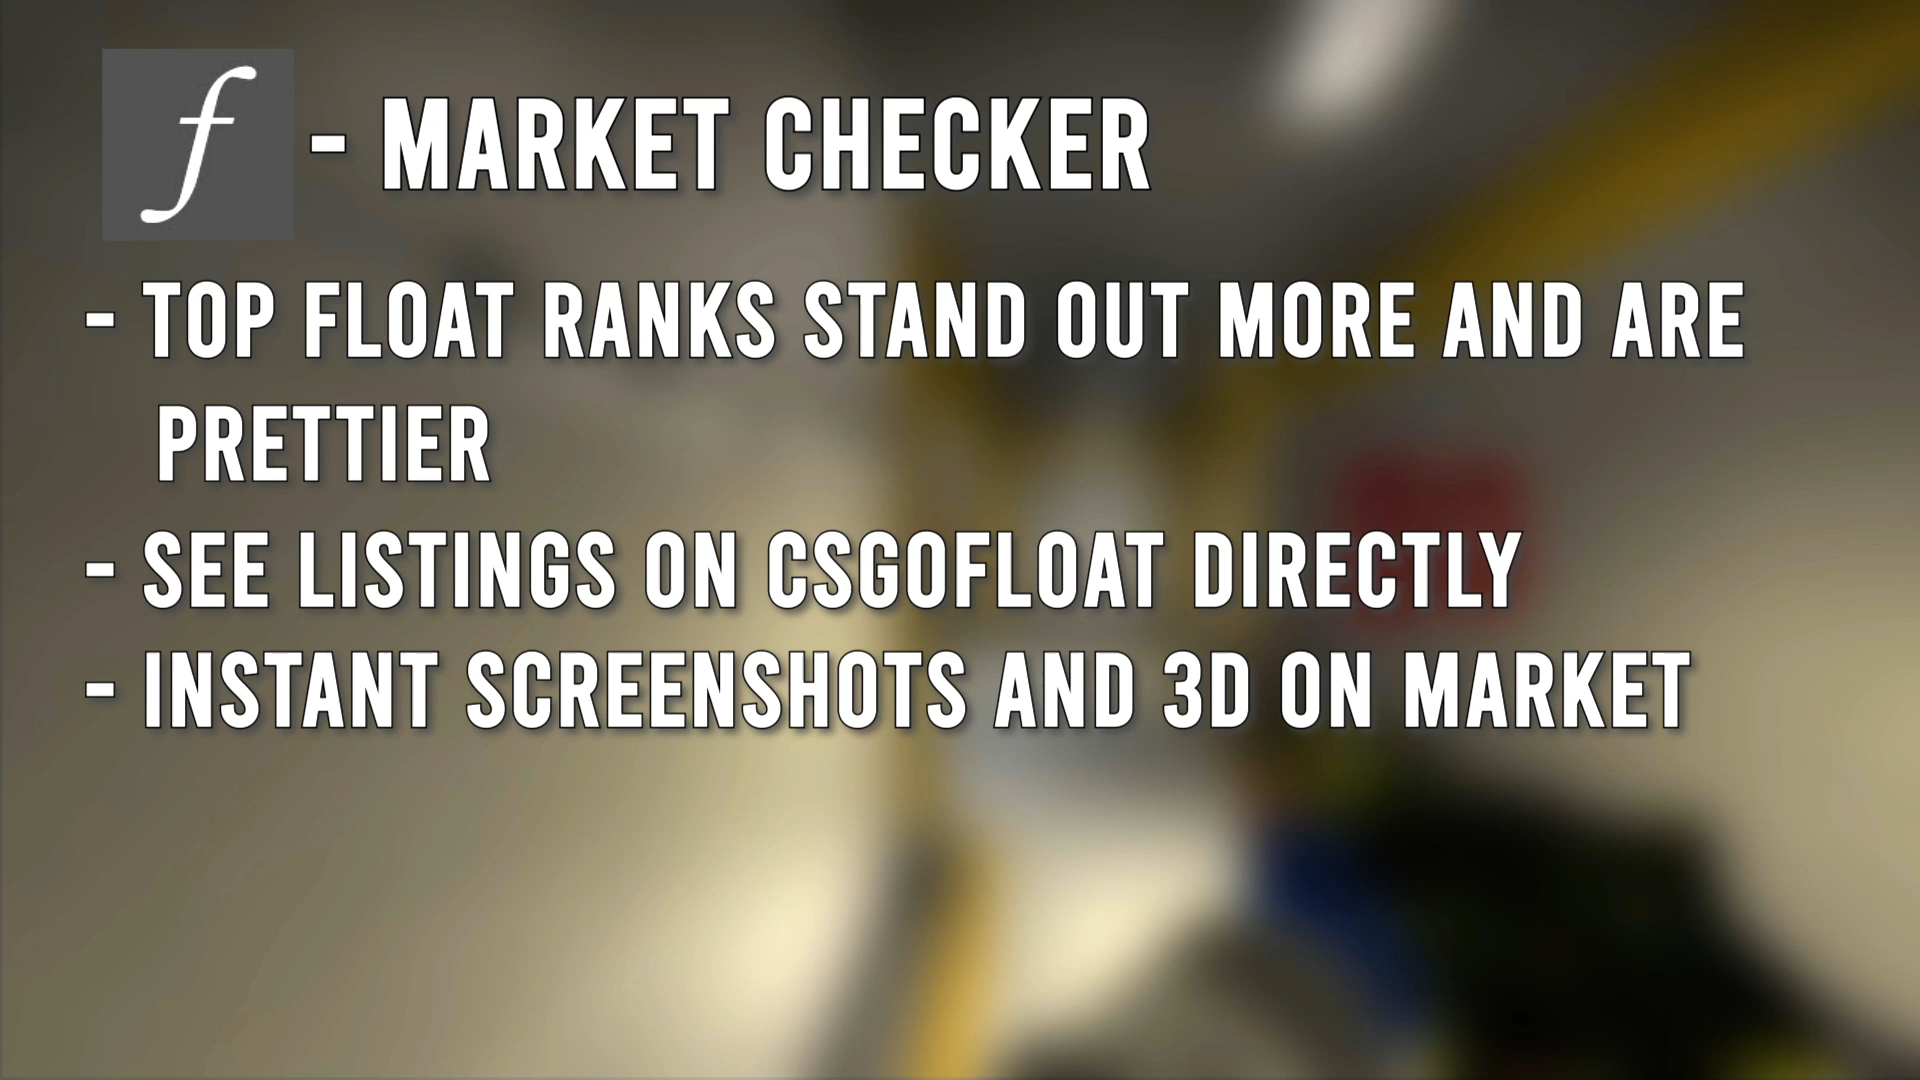 f - MARKET CHECKER
- TOP FLOAT RANKS STAND OUT MORE AND ARE
PRETTIER
- SEE LISTINGS ON CSGOFLOAT DIRECTLY
- INSTANT SCREENSHOTS AND 3D ON MARKET